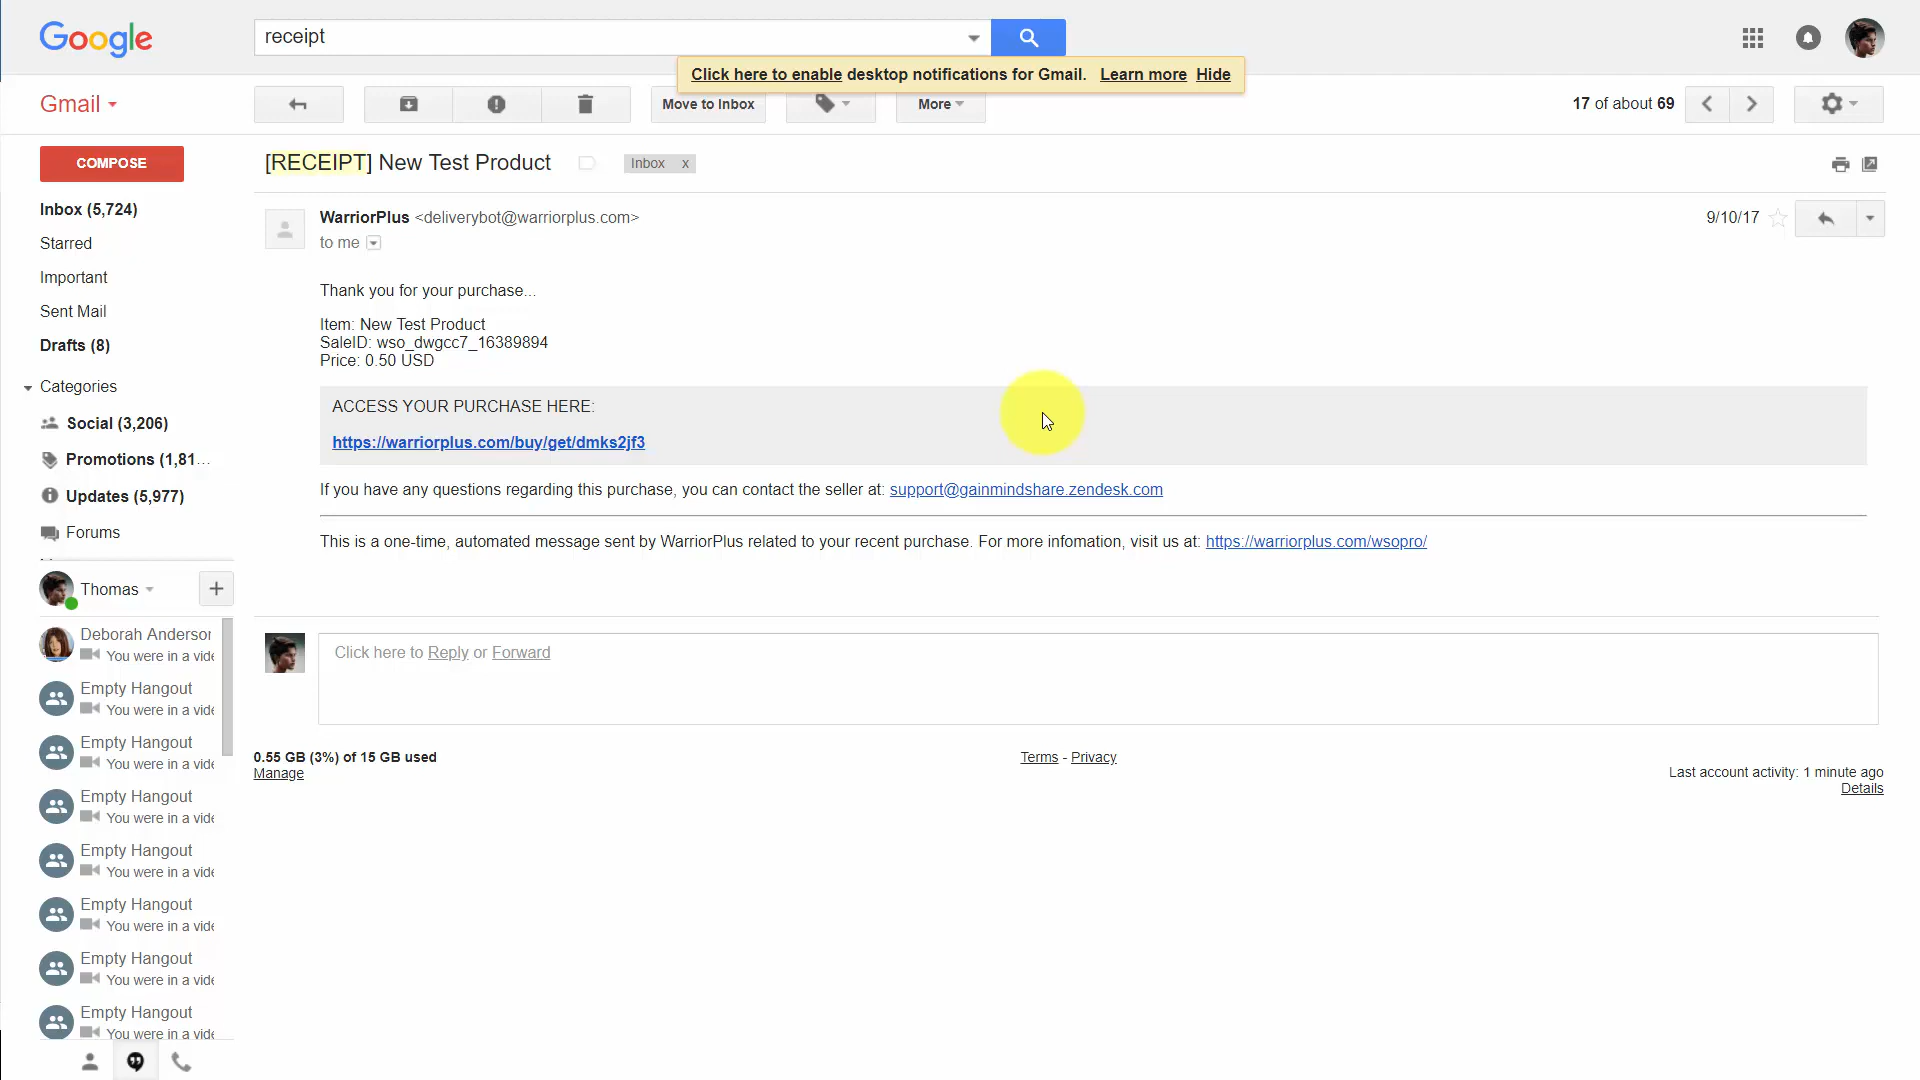 Google
receipt
Click here to enable desktop notifications for Gmail. Learn more Hide
Gmail
Move to Inbox
More
17 of about 69
COMPOSE
[RECEIPT] New Test Product
Inbox x
Inbox (5,724)
Starred
Important
Sent Mail
Drafts (8)
Categories
Social (3,206)
Promotions (1,81...
Updates (5,977)
Forums
WarriorPlus <deliverybot@warriorplus.com>
9/10/17
to me
Thank you for your purchase...
Item: New Test Product
SaleID: wso_dwgcc7_16389894
Price: 0.50 USD
ACCESS YOUR PURCHASE HERE:
https://warriorplus.com/buy/get/dmks2jf3
If you have any questions regarding this purchase, you can contact the seller at: support@gainmindshare.zendesk.com
This is a one-time, automated message sent by WarriorPlus related to your recent purchase. For more infomation, visit us at: https://warriorplus.com/wsopro/
Thomas
Deborah Anderson
You were in a vide
Empty Hangout
You were in a vide
Empty Hangout
You were in a vide
Empty Hangout
You were in a vide
Empty Hangout
You were in a vide
Empty Hangout
You were in a vide
Empty Hangout
You were in a vide
Empty Hangout
You were in a vide
Click here to Reply or Forward
0.55 GB (3%) of 15 GB used
Manage
Terms - Privacy
Last account activity: 1 minute ago
Details